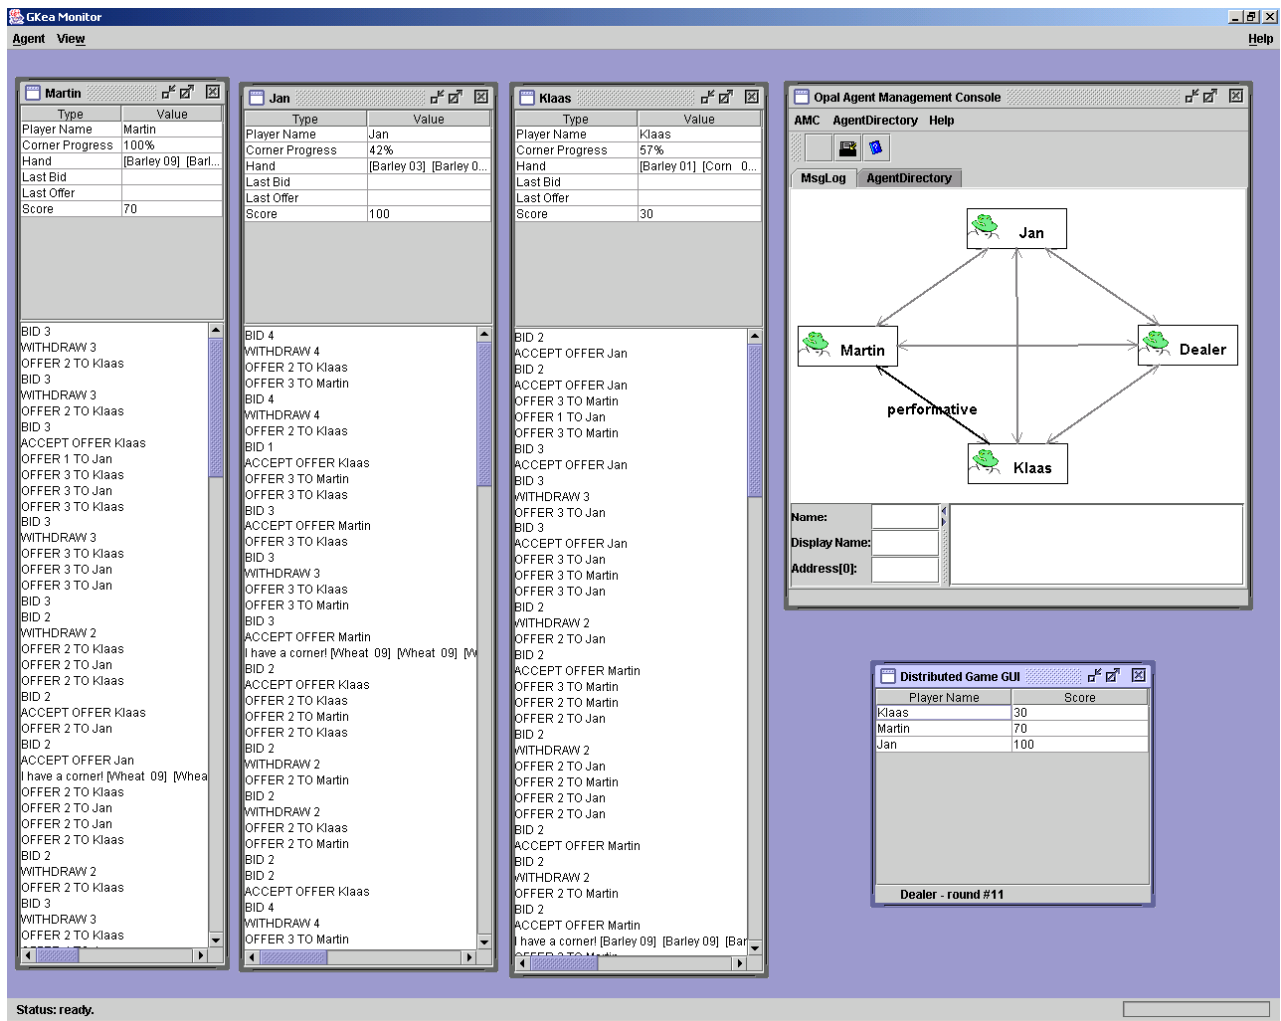 GKea Monitor
Agent View Help
Martin
Type Value
Player Name Martin
Corner Progress 100%
Hand [Barley 09] [Barl...
Last Bid
Last Offer
Score 70
BID 3
WITHDRAW 3
OFFER 2 TO Klaas
BID 3
WITHDRAW 3
OFFER 2 TO Klaas
BID 3
ACCEPT OFFER Klaas
OFFER 1 TO Jan
OFFER 3 TO Klaas
OFFER 3 TO Jan
OFFER 3 TO Klaas
BID 3
WITHDRAW 3
OFFER 3 TO Klaas
OFFER 3 TO Jan
OFFER 3 TO Jan
BID 3
BID 2
WITHDRAW 2
OFFER 2 TO Klaas
OFFER 2 TO Jan
OFFER 2 TO Klaas
BID 2
ACCEPT OFFER Klaas
OFFER 2 TO Jan
BID 2
ACCEPT OFFER Jan
I have a corner! [Wheat 09] [Whea
OFFER 2 TO Klaas
OFFER 2 TO Jan
OFFER 2 TO Jan
OFFER 2 TO Klaas
BID 2
WITHDRAW 2
OFFER 2 TO Klaas
BID 3
WITHDRAW 3
OFFER 2 TO Klaas
Jan
Type Value
Player Name Jan
Corner Progress 42%
Hand [Barley 03] [Barley 0...
Last Bid
Last Offer
Score 100
BID 4
WITHDRAW 4
OFFER 2 TO Klaas
OFFER 3 TO Martin
BID 4
WITHDRAW 4
OFFER 2 TO Klaas
BID 1
ACCEPT OFFER Klaas
OFFER 3 TO Martin
OFFER 3 TO Klaas
BID 3
ACCEPT OFFER Martin
OFFER 3 TO Klaas
BID 3
WITHDRAW 3
OFFER 3 TO Klaas
OFFER 3 TO Martin
BID 3
ACCEPT OFFER Martin
I have a corner! [Wheat 09] [Wheat 09] [W
BID 2
ACCEPT OFFER Klaas
OFFER 2 TO Klaas
OFFER 2 TO Martin
OFFER 2 TO Klaas
BID 2
WITHDRAW 2
OFFER 2 TO Martin
BID 2
WITHDRAW 2
OFFER 2 TO Klaas
OFFER 2 TO Martin
BID 2
BID 2
ACCEPT OFFER Klaas
BID 4
WITHDRAW 4
OFFER 3 TO Martin
Klaas
Type Value
Player Name Klaas
Corner Progress 57%
Hand [Barley 01] [Corn 0...
Last Bid
Last Offer
Score 30
BID 2
ACCEPT OFFER Jan
BID 2
ACCEPT OFFER Jan
OFFER 3 TO Martin
OFFER 1 TO Jan
OFFER 3 TO Martin
BID 3
ACCEPT OFFER Jan
BID 3
WITHDRAW 3
OFFER 3 TO Jan
BID 3
ACCEPT OFFER Jan
OFFER 3 TO Jan
OFFER 3 TO Martin
OFFER 3 TO Jan
BID 2
WITHDRAW 2
OFFER 2 TO Jan
BID 2
ACCEPT OFFER Martin
OFFER 3 TO Martin
OFFER 2 TO Martin
OFFER 2 TO Jan
BID 2
WITHDRAW 2
OFFER 2 TO Jan
OFFER 2 TO Martin
OFFER 2 TO Jan
OFFER 2 TO Jan
BID 2
ACCEPT OFFER Martin
BID 2
WITHDRAW 2
OFFER 2 TO Martin
BID 2
ACCEPT OFFER Martin
I have a corner! [Barley 09] [Barley 09] [Bar
Opal Agent Management Console
AMC AgentDirectory Help
MsgLog AgentDirectory
Jan
Martin
Dealer
performative
Klaas
Name:
Display Name:
Address[0]:
Distributed Game GUI
Player Name Score
Klaas 30
Martin 70
Jan 100
Dealer - round #11
Status: ready.